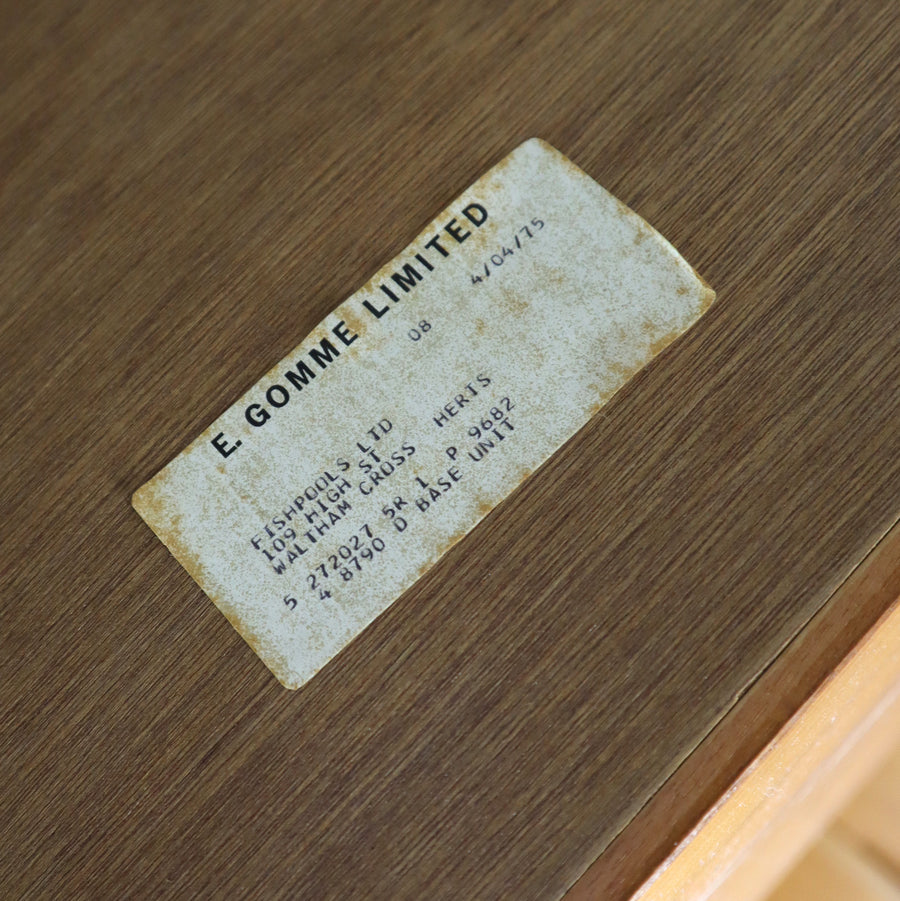 E. GOMME LIMITED
08 4/04/75
FISHPOOLS LTD
109 HIGH ST
WALTHAM CROSS HERTS
5 272027 5R 1 P 9682
4 8790 D BASE UNIT